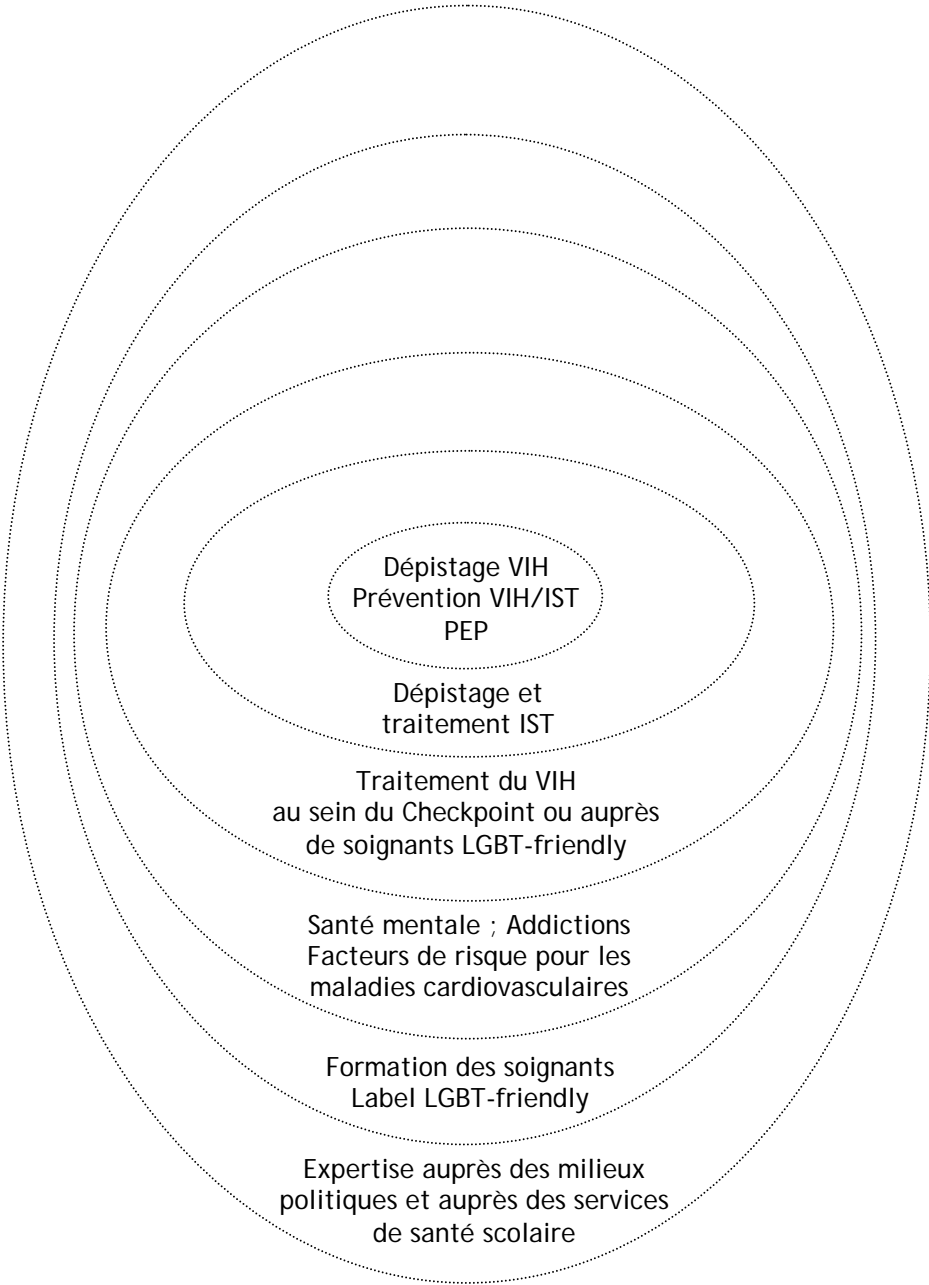 Dépistage VIH
Prévention VIH/IST
PEP
Dépistage et
traitement IST
Traitement du VIH
au sein du Checkpoint ou auprès
de soignants LGBT-friendly
Santé mentale ; Addictions
Facteurs de risque pour les
maladies cardiovasculaires
Formation des soignants
Label LGBT-friendly
Expertise auprès des milieux
politiques et auprès des services
de santé scolaire